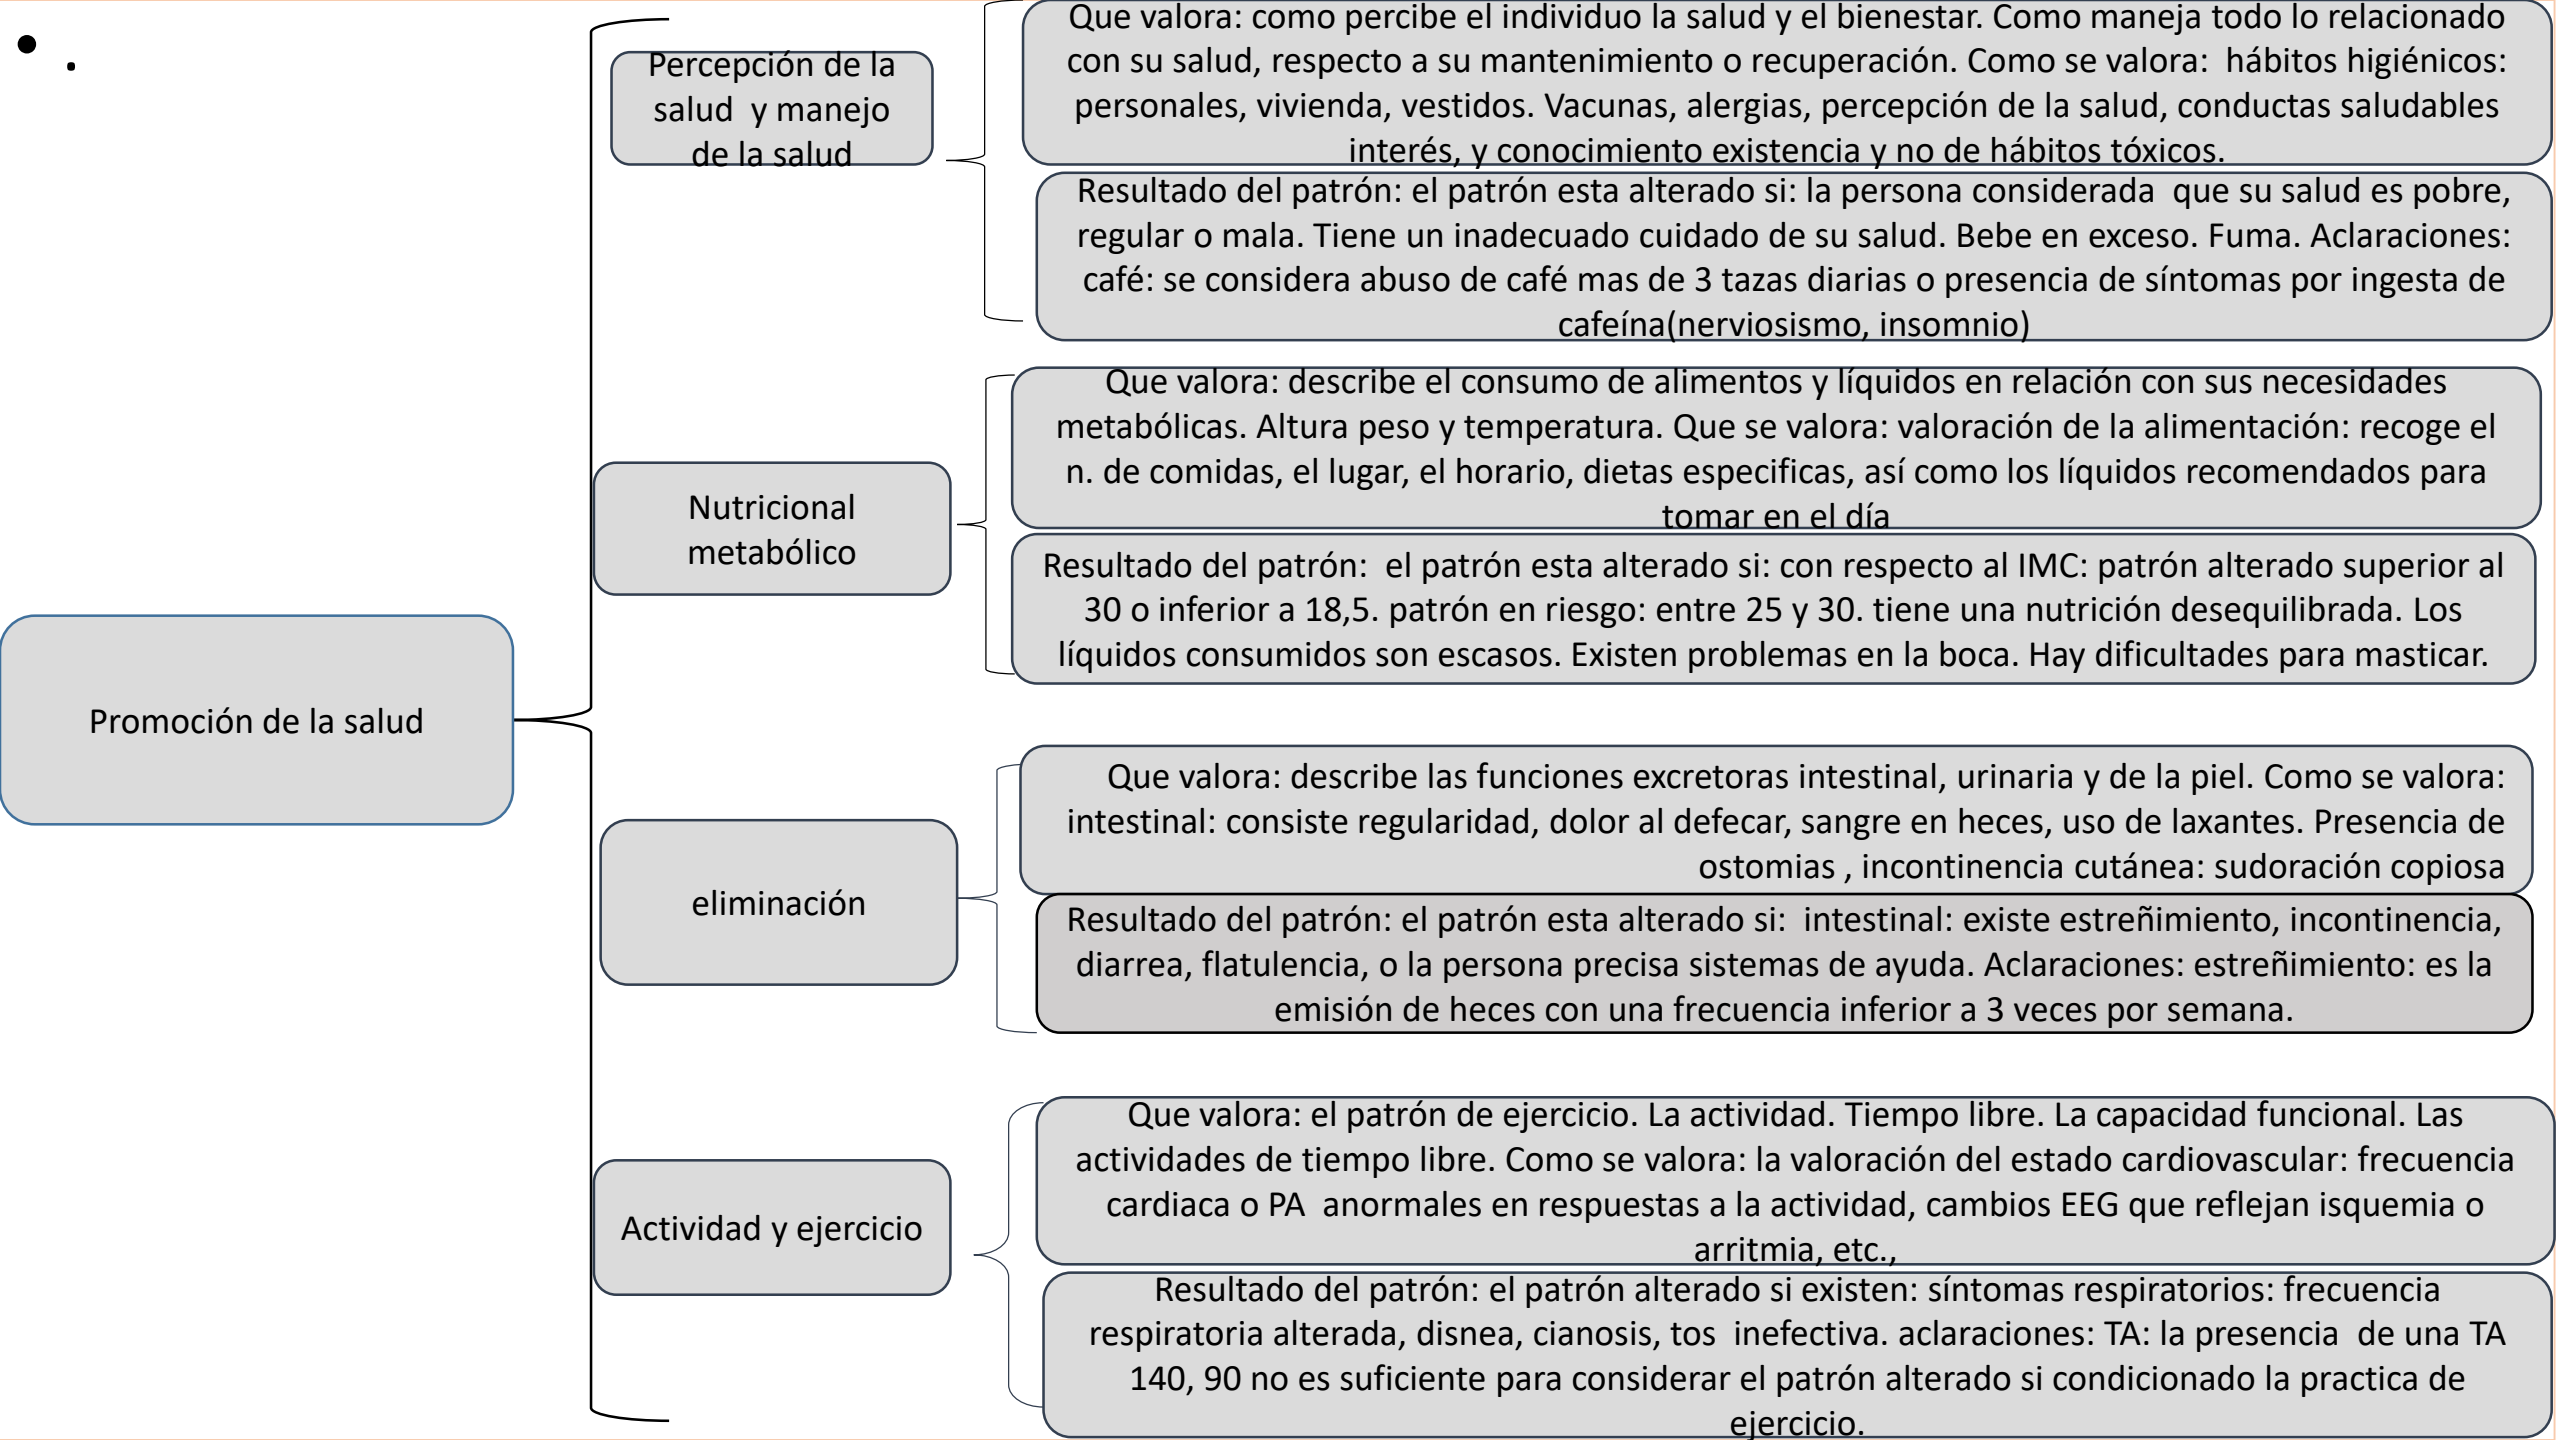 • .
Promoción de la salud
Percepción de la
salud  y manejo
de la salud
Que valora: como percibe el individuo la salud y el bienestar. Como maneja todo lo relacionado
con su salud, respecto a su mantenimiento o recuperación. Como se valora:  hábitos higiénicos:
personales, vivienda, vestidos. Vacunas, alergias, percepción de la salud, conductas saludables
interés, y conocimiento existencia y no de hábitos tóxicos.
Resultado del patrón: el patrón esta alterado si: la persona considerada  que su salud es pobre,
regular o mala. Tiene un inadecuado cuidado de su salud. Bebe en exceso. Fuma. Aclaraciones:
café: se considera abuso de café mas de 3 tazas diarias o presencia de síntomas por ingesta de
cafeína(nerviosismo, insomnio)
Nutricional
metabólico
Que valora: describe el consumo de alimentos y líquidos en relación con sus necesidades
metabólicas. Altura peso y temperatura. Que se valora: valoración de la alimentación: recoge el
n. de comidas, el lugar, el horario, dietas especificas, así como los líquidos recomendados para
tomar en el día
Resultado del patrón:  el patrón esta alterado si: con respecto al IMC: patrón alterado superior al
30 o inferior a 18,5. patrón en riesgo: entre 25 y 30. tiene una nutrición desequilibrada. Los
líquidos consumidos son escasos. Existen problemas en la boca. Hay dificultades para masticar.
eliminación
Que valora: describe las funciones excretoras intestinal, urinaria y de la piel. Como se valora:
intestinal: consiste regularidad, dolor al defecar, sangre en heces, uso de laxantes. Presencia de
ostomias , incontinencia cutánea: sudoración copiosa
Resultado del patrón: el patrón esta alterado si:  intestinal: existe estreñimiento, incontinencia,
diarrea, flatulencia, o la persona precisa sistemas de ayuda. Aclaraciones: estreñimiento: es la
emisión de heces con una frecuencia inferior a 3 veces por semana.
Actividad y ejercicio
Que valora: el patrón de ejercicio. La actividad. Tiempo libre. La capacidad funcional. Las
actividades de tiempo libre. Como se valora: la valoración del estado cardiovascular: frecuencia
cardiaca o PA  anormales en respuestas a la actividad, cambios EEG que reflejan isquemia o
arritmia, etc.,
Resultado del patrón: el patrón alterado si existen: síntomas respiratorios: frecuencia
respiratoria alterada, disnea, cianosis, tos  inefectiva. aclaraciones: TA: la presencia  de una TA
140, 90 no es suficiente para considerar el patrón alterado si condicionado la practica de
ejercicio.